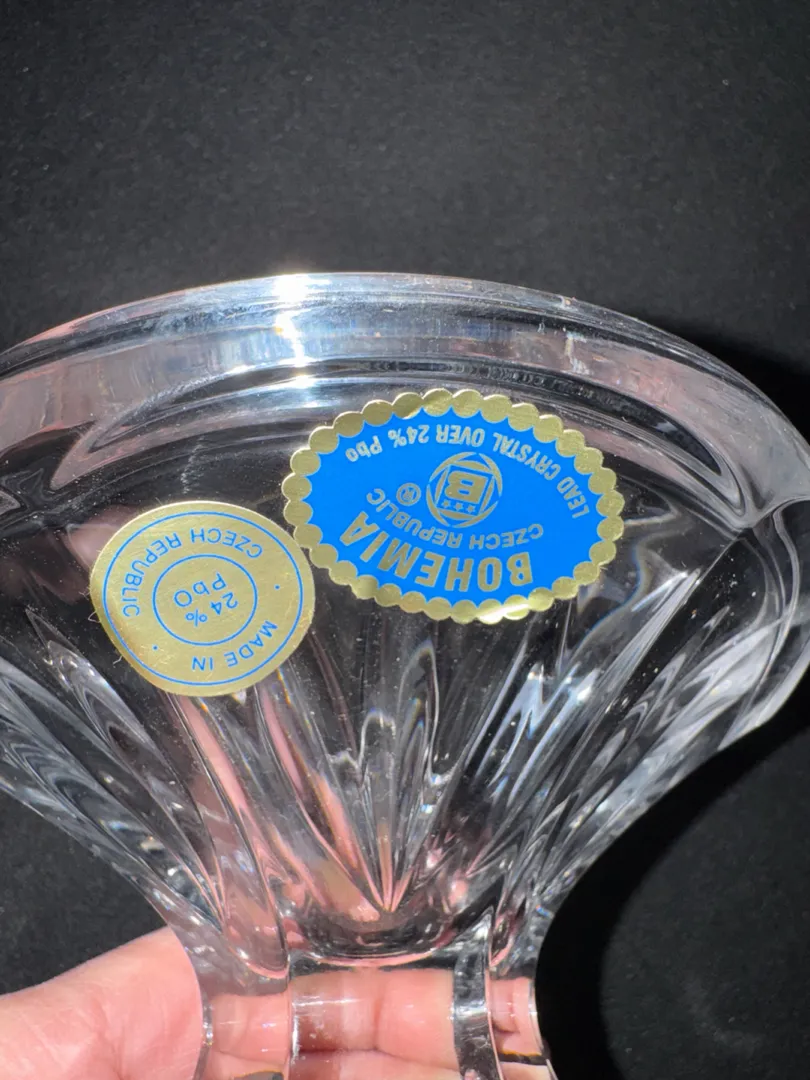 BOHEMIA
CZECH REPUBLIC
®
B
LEAD CRYSTAL OVER 24% Pbo
MADE IN
24%
PbO
CZECH REPUBLIC